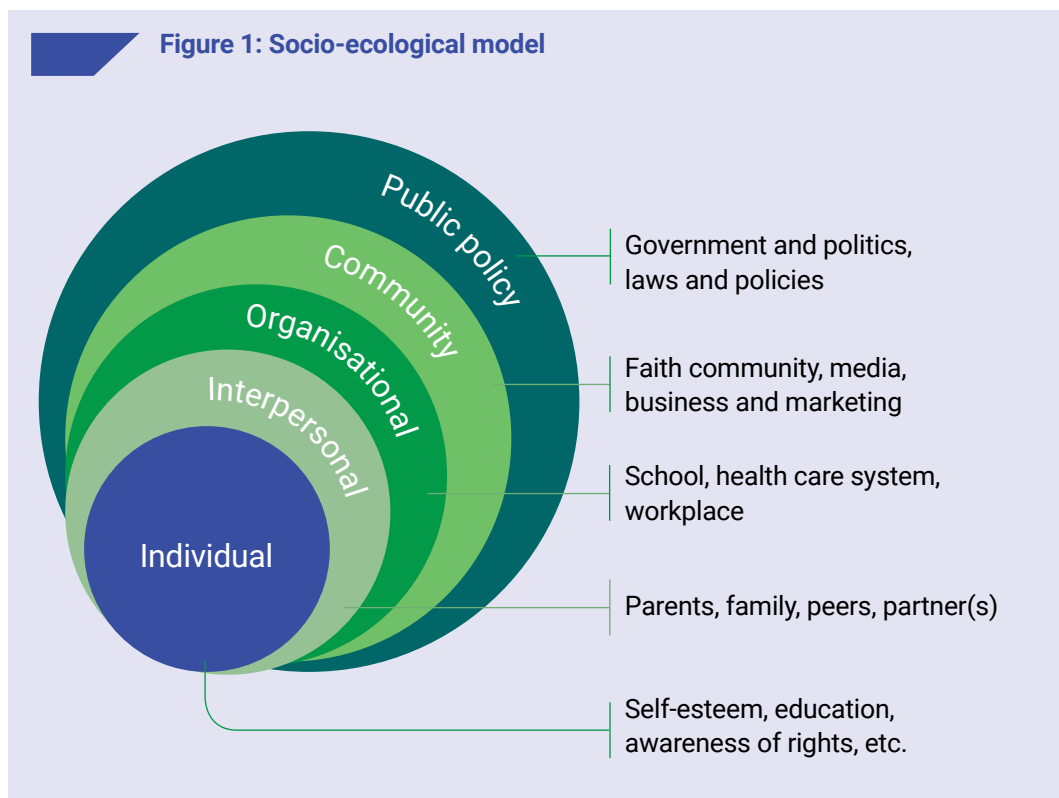 Figure 1: Socio-ecological model
Public policy
Government and politics,
laws and policies
Community
Faith community, media,
business and marketing
Organisational
School, health care system,
workplace
Interpersonal
Parents, family, peers, partner(s)
Individual
Self-esteem, education,
awareness of rights, etc.